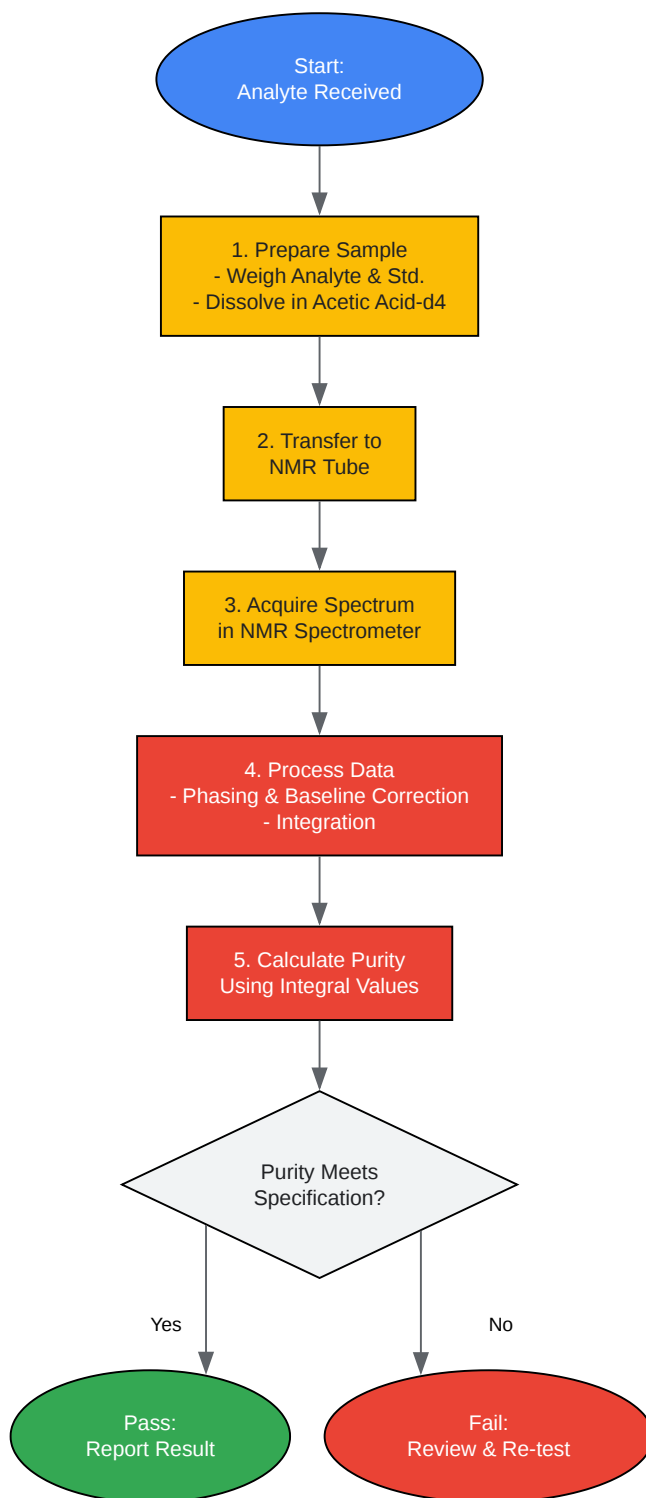 Start:
Analyte Received
1. Prepare Sample
- Weigh Analyte & Std.
- Dissolve in Acetic Acid-d4
2. Transfer to
NMR Tube
3. Acquire Spectrum
in NMR Spectrometer
4. Process Data
- Phasing & Baseline Correction
- Integration
5. Calculate Purity
Using Integral Values
Purity Meets
Specification?
Yes
No
Pass:
Report Result
Fail:
Review & Re-test